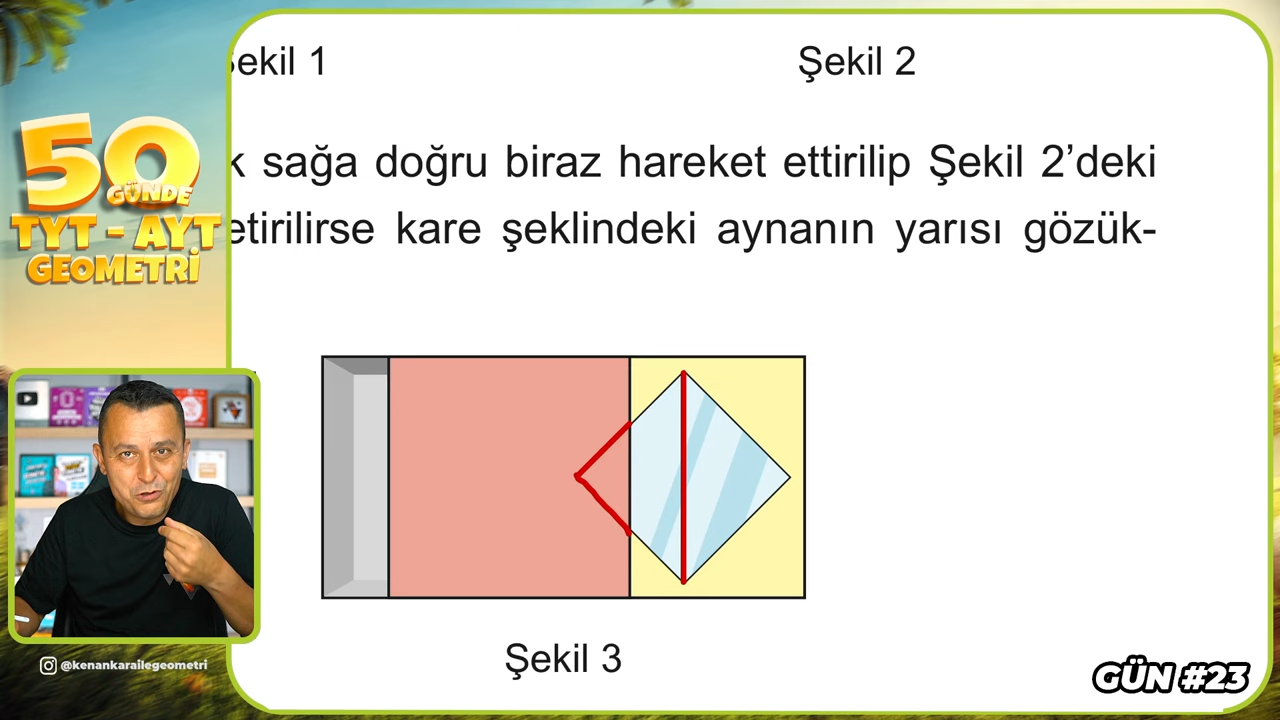 Şekil 1
Şekil 2
k sağa doğru biraz hareket ettirilip Şekil 2’deki
etirilirse kare şeklindeki aynanın yarısı gözük-
Şekil 3
50
GÜNDE
TYT - AYT
GEOMETRİ
@kenankarailegeometri
GÜN #23